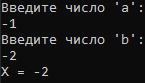 Введите число 'a':
-1
Введите число 'b':
-2
X = -2